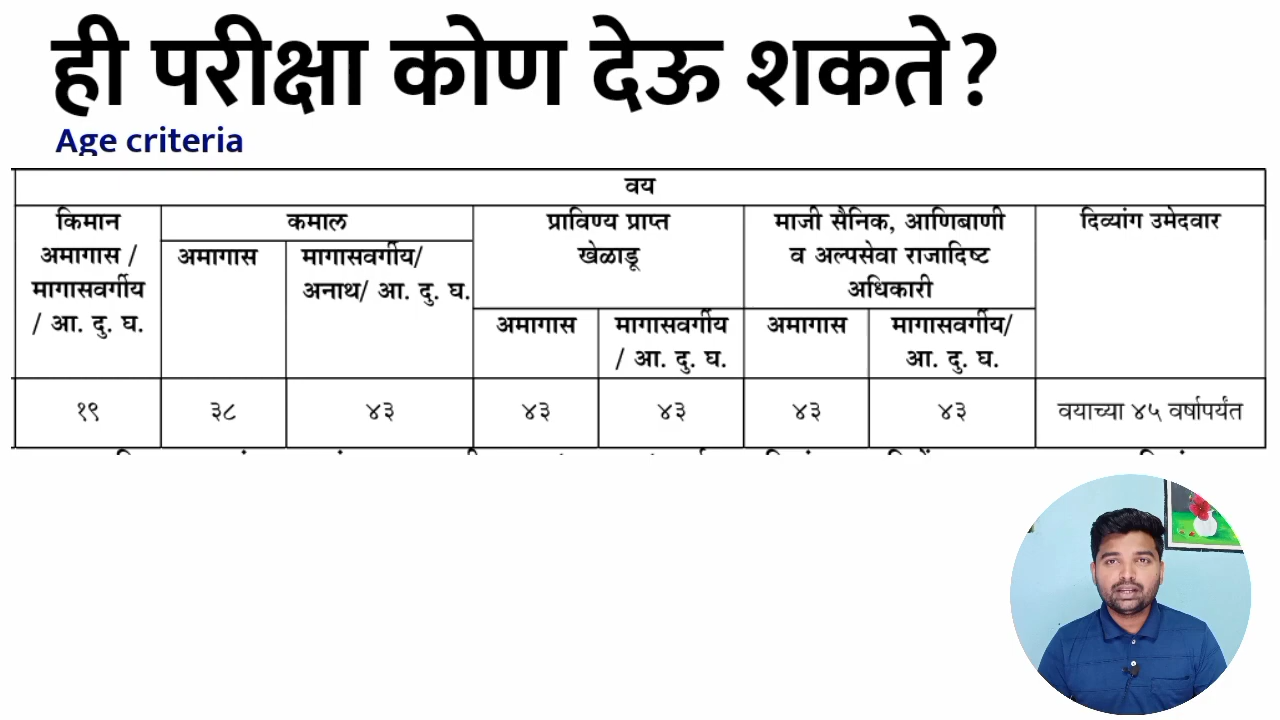 ही परीक्षा कोण देऊ शकते?
Age criteria
वय
किमान
अमागास /
मागासवर्गीय
/ आ. दु. घ.
कमाल
अमागास
मागासवर्गीय/
अनाथ/ आ. दु. घ.
प्राविण्य प्राप्त
खेळाडू
अमागास
मागासवर्गीय
/ आ. दु. घ.
माजी सैनिक, आणिबाणी
व अल्पसेवा राजादिष्ट
अधिकारी
अमागास
मागासवर्गीय/
आ. दु. घ.
दिव्यांग उमेदवार
१९
३८
४३
४३
४३
४३
४३
वयाच्या ४५ वर्षापर्यंत